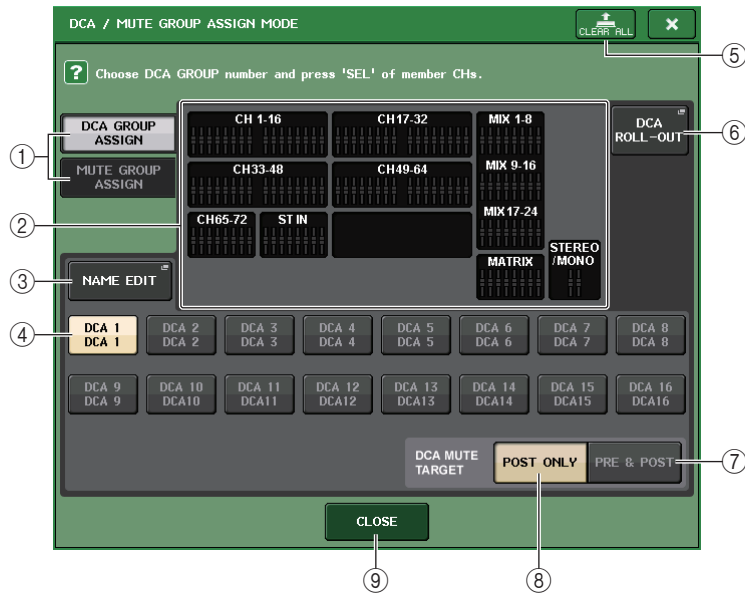 DCA / MUTE GROUP ASSIGN MODE
CLEAR ALL
×
5
? Choose DCA GROUP number and press 'SEL' of member CHs.
1
DCA GROUP
ASSIGN
MUTE GROUP
ASSIGN
2
CH 1-16
CH17-32
MIX 1-8
CH33-48
CH49-64
MIX 9-16
CH65-72
ST IN
MIX17-24
MATRIX
STEREO
/MONO
DCA
ROLL-OUT
6
3
NAME EDIT
4
DCA 1
DCA 1
DCA 2
DCA 2
DCA 3
DCA 3
DCA 4
DCA 4
DCA 5
DCA 5
DCA 6
DCA 6
DCA 7
DCA 7
DCA 8
DCA 8
DCA 9
DCA 9
DCA 10
DCA10
DCA 11
DCA11
DCA 12
DCA12
DCA 13
DCA13
DCA 14
DCA14
DCA 15
DCA15
DCA 16
DCA16
DCA MUTE
TARGET
POST ONLY
PRE & POST
7
CLOSE
9
8